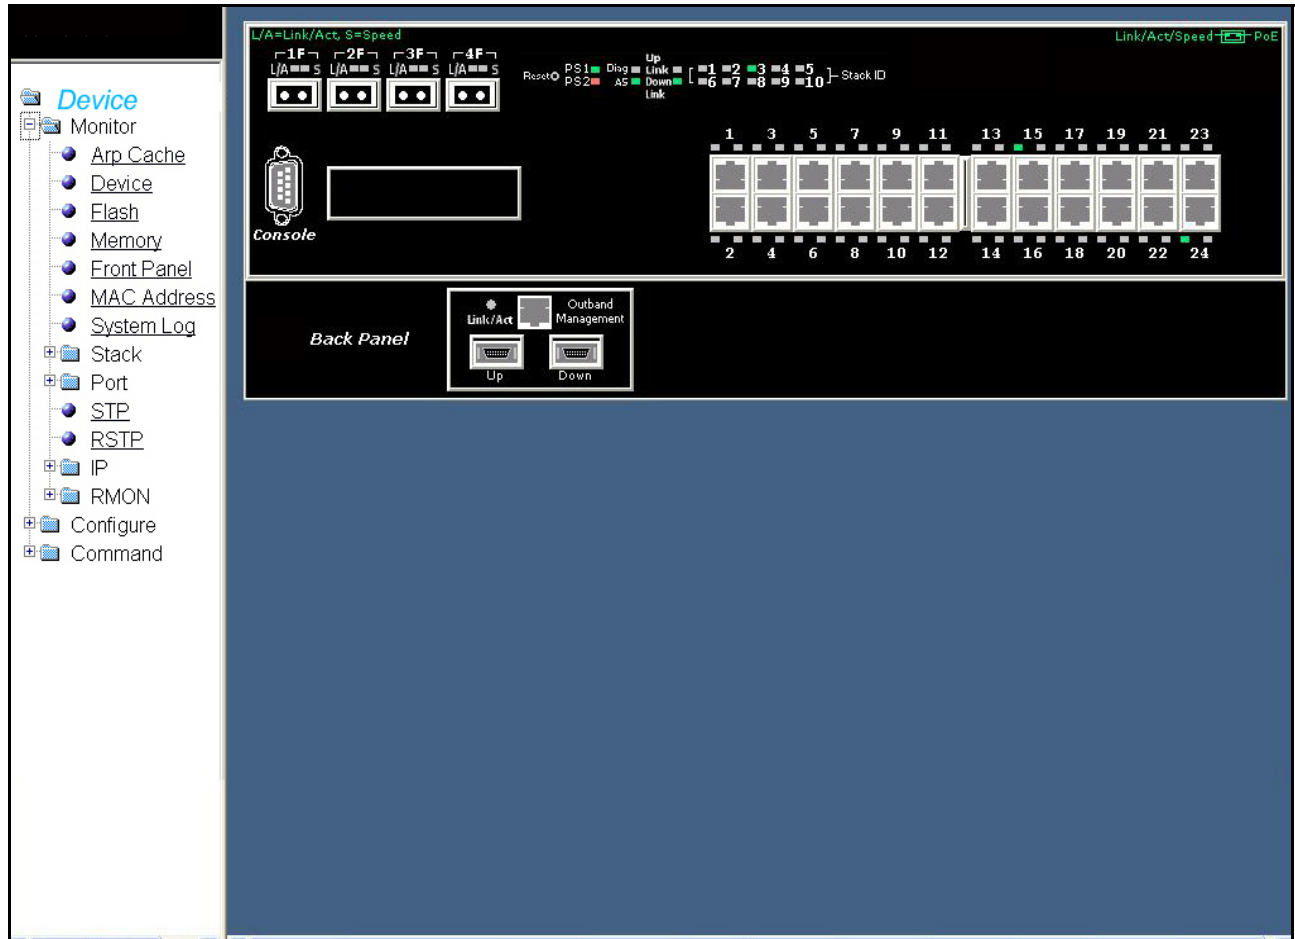 Device
Monitor
Arp Cache
Device
Flash
Memory
Front Panel
MAC Address
System Log
Stack
Port
STP
RSTP
IP
RMON
Configure
Command
L/A=Link/Act, S=Speed
Link/Act/Speed PoE
1F 2F 3F 4F
L/A S L/A S L/A S L/A S
Reset PS1 Diag Up Link 1 2 3 4 5 Stack ID
PS2 AS Down Link 6 7 8 9 10
1 3 5 7 9 11 13 15 17 19 21 23
Console
2 4 6 8 10 12 14 16 18 20 22 24
Back Panel
Link/Act
Outband
Management
Up Down